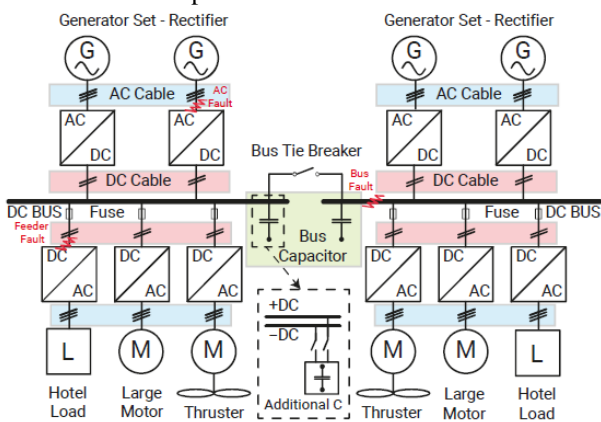 Generator Set - Rectifier
Generator Set - Rectifier
G
G
G
G
AC Cable
AC
Fault
AC Cable
AC
DC
AC
DC
AC
DC
AC
DC
Bus Tie Breaker
DC Cable
Bus
Fault
DC Cable
DC BUS
Fuse
Fuse
DC BUS
Feeder
Fault
Bus
Capacitor
DC
AC
DC
AC
DC
AC
DC
AC
DC
AC
DC
AC
+DC
−DC
L
M
M
M
M
L
Additional C
Hotel
Load
Large
Motor
Thruster
Thruster
Large
Motor
Hotel
Load